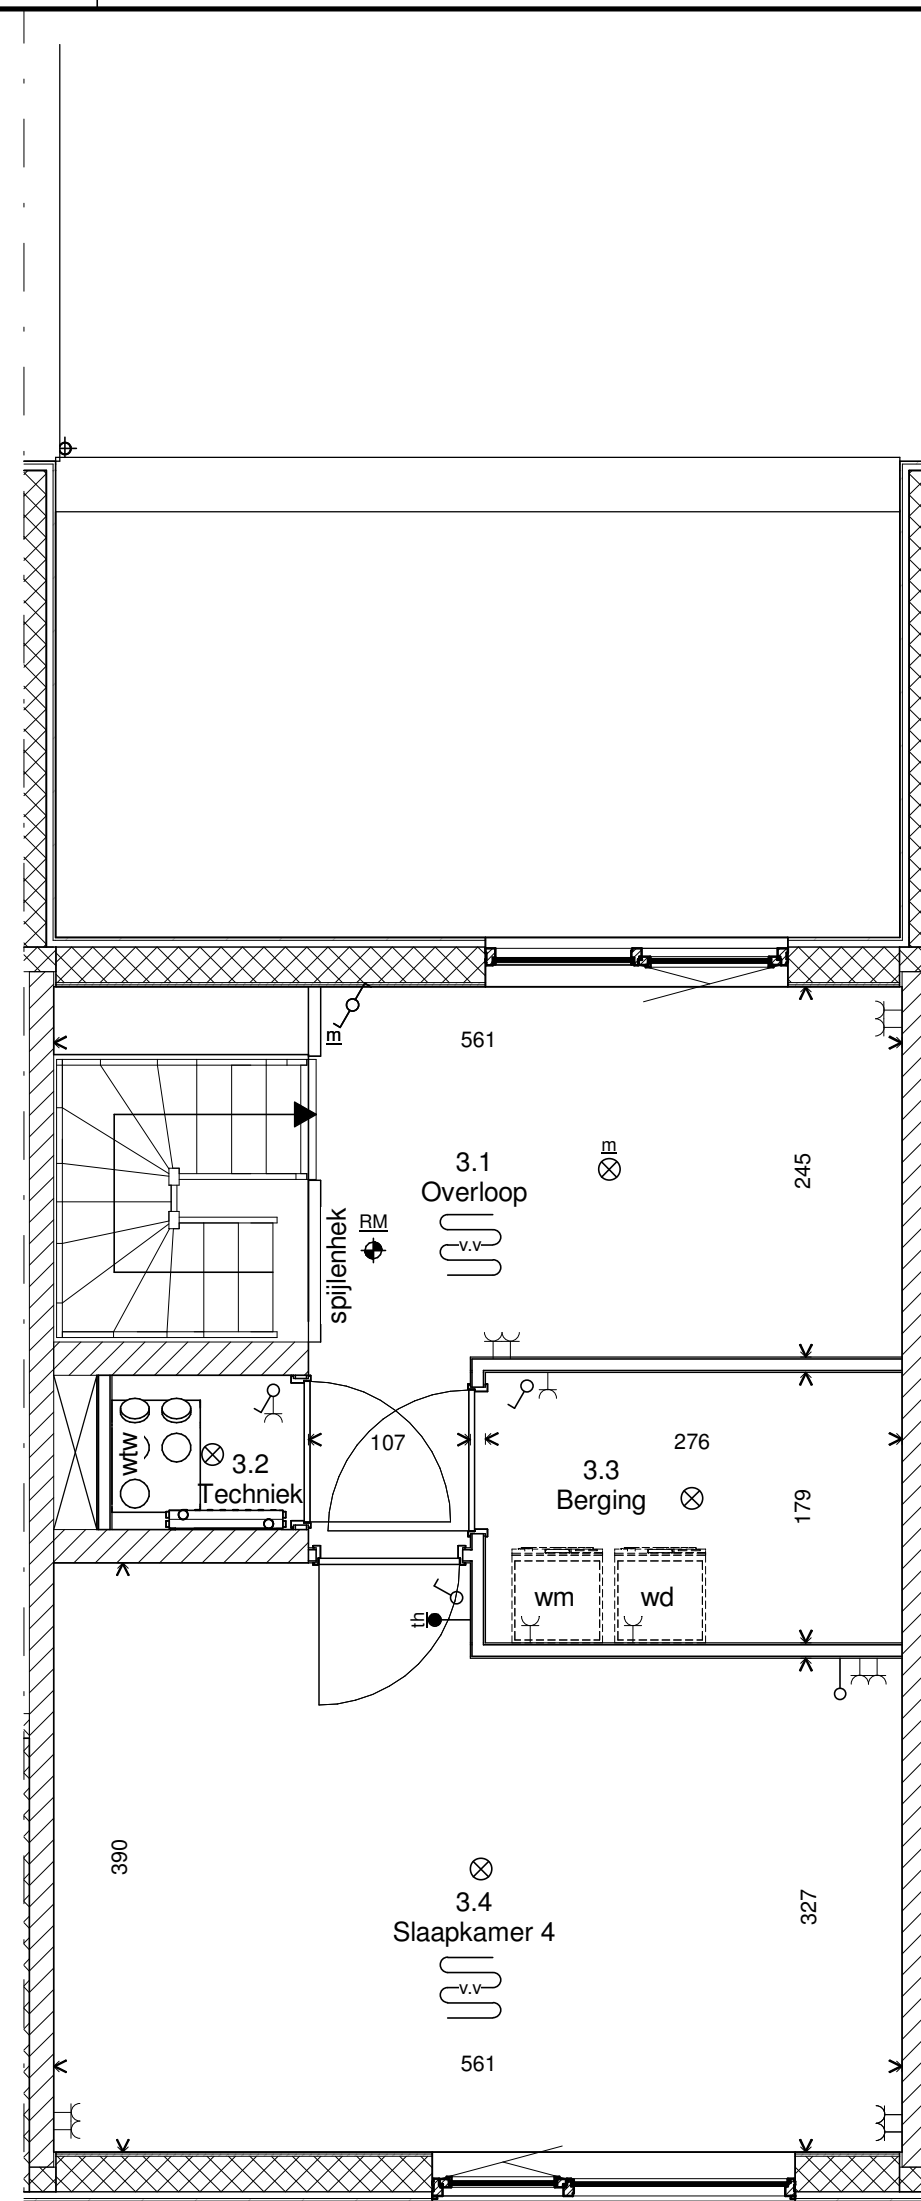 m
561
m
3.1
Overloop
245
RM
v.v
spijlenhek
107
276
wtw
3.2
Techniek
3.3
Berging
179
wm
wd
th
390
3.4
Slaapkamer 4
327
v.v
561